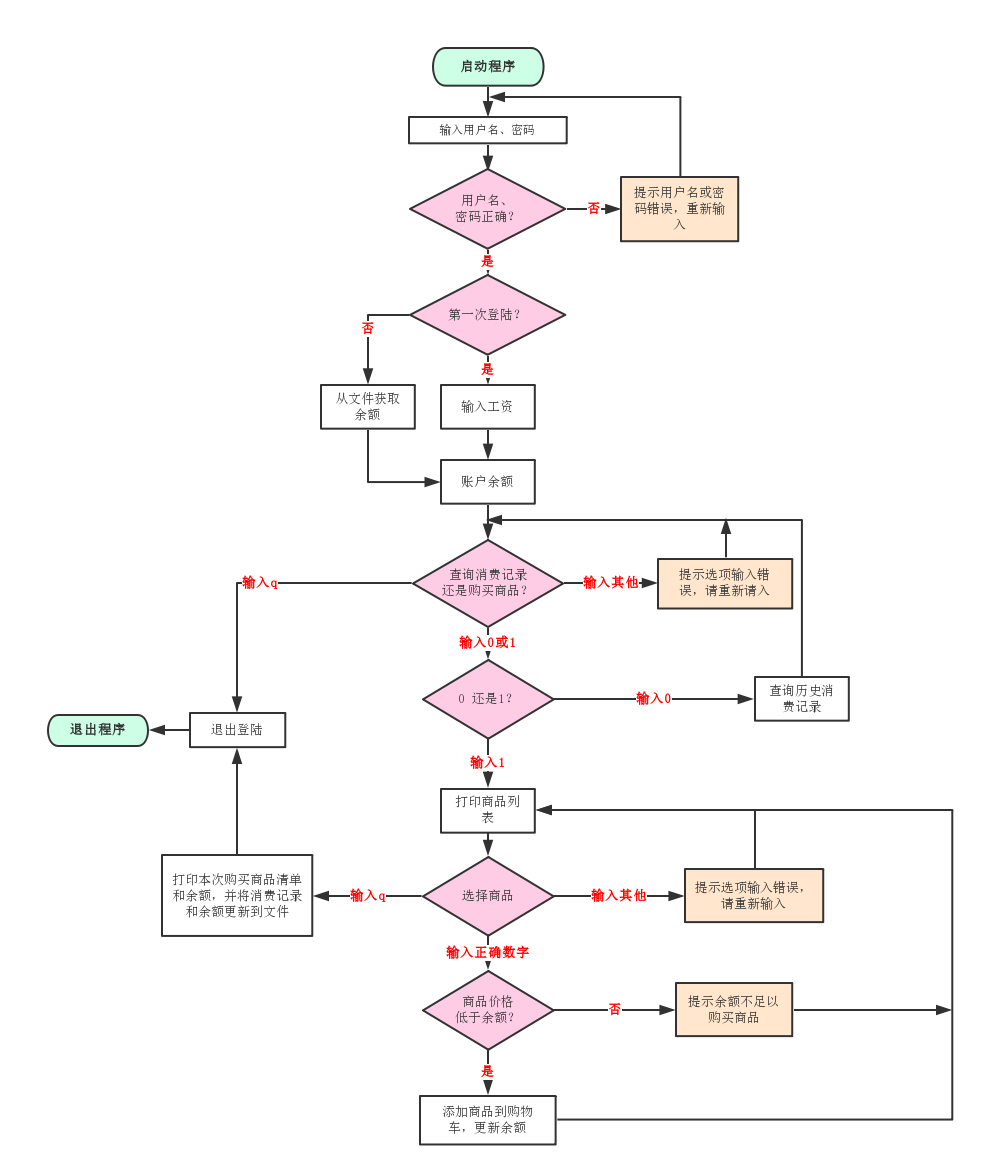 启动程序
输入用户名、密码
用户名、
密码正确?
否
提示用户名或密
码错误, 重新输
入
是
第一次登陆?
否
是
从文件获取
余额
输入工资
账户余额
查询消费记录
还是购买商品?
输入q
输入其他
提示选项输入错
误, 请重新请入
输入0或1
0 还是1?
输入0
查询历史消
费记录
退出程序
退出登陆
输入1
打印商品列
表
打印本次购买商品清单
和余额, 并将消费记录
和余额更新到文件
输入q
选择商品
输入其他
提示选项输入错误,
请重新输入
输入正确数字
商品价格
低于余额?
否
提示余额不足以
购买商品
是
添加商品到购物
车, 更新余额